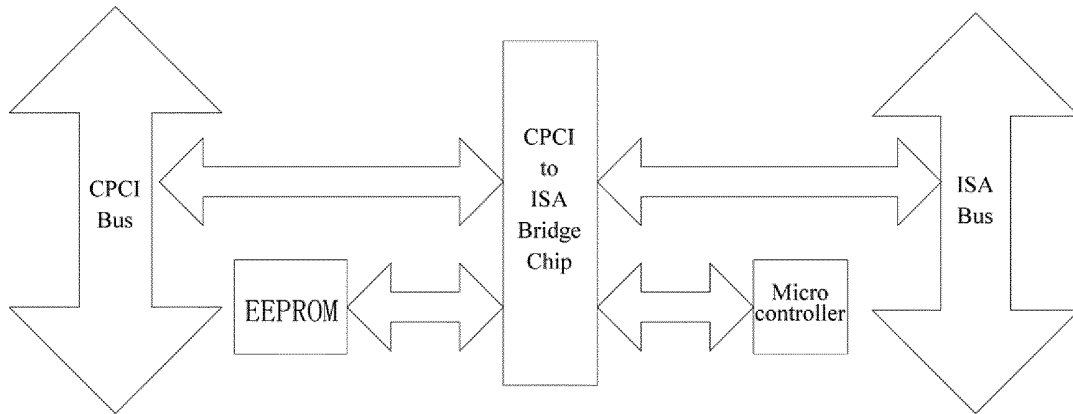 CPCI
Bus
EEPROM
CPCI
to
ISA
Bridge
Chip
Micro
controller
ISA
Bus